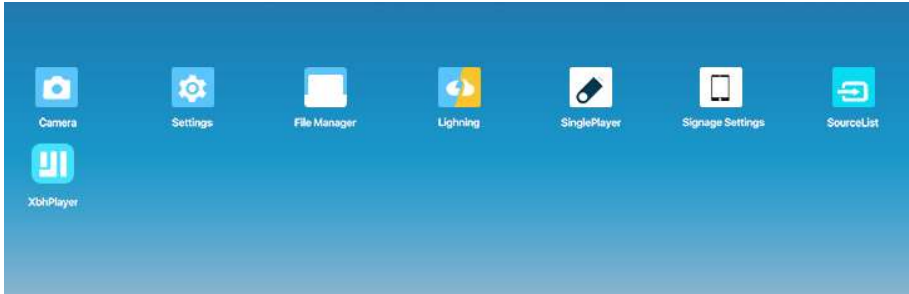 Camera
Settings
File Manager
Lighning
SinglePlayer
Signage Settings
SourceList
XbhPlayer